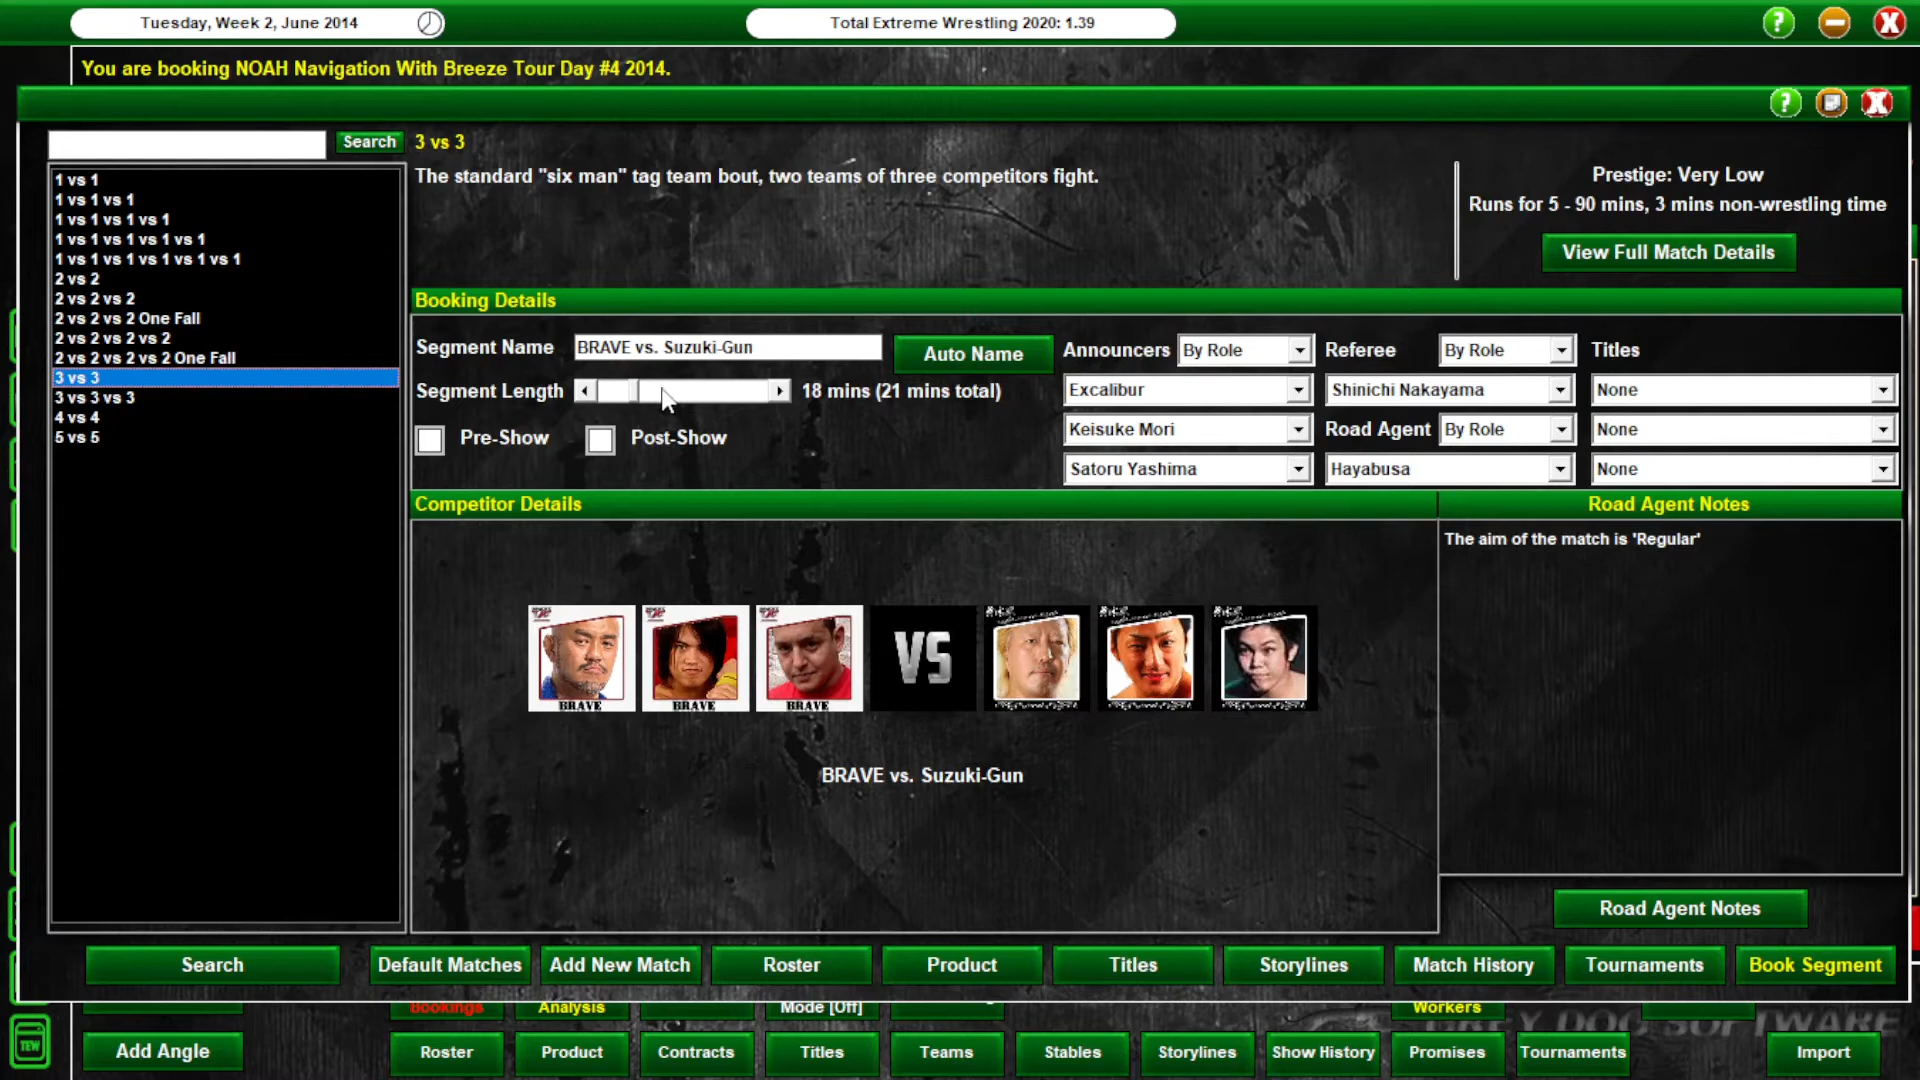 Tuesday, Week 2, June 2014
Total Extreme Wrestling 2020: 1.39
You are booking NOAH Navigation With Breeze Tour Day #4 2014.
Search
3 vs 3
The standard "six man" tag team bout, two teams of three competitors fight.
Prestige: Very Low
Runs for 5 - 90 mins, 3 mins non-wrestling time
View Full Match Details
1 vs 1
1 vs 1 vs 1
1 vs 1 vs 1 vs 1
1 vs 1 vs 1 vs 1 vs 1
1 vs 1 vs 1 vs 1 vs 1 vs 1
2 vs 2
2 vs 2 vs 2
2 vs 2 vs 2 One Fall
2 vs 2 vs 2 vs 2
2 vs 2 vs 2 vs 2 One Fall
3 vs 3
3 vs 3 vs 3
4 vs 4
5 vs 5
Booking Details
Segment Name
BRAVE vs. Suzuki-Gun
Auto Name
Segment Length
18 mins (21 mins total)
Pre-Show
Post-Show
Announcers
By Role
Excalibur
Keisuke Mori
Satoru Yashima
Referee
By Role
Shinichi Nakayama
Road Agent
By Role
Hayabusa
Titles
None
None
None
Competitor Details
Road Agent Notes
The aim of the match is 'Regular'
BRAVE
BRAVE
BRAVE
VS
BRAVE vs. Suzuki-Gun
Road Agent Notes
Search
Default Matches
Add New Match
Roster
Product
Titles
Storylines
Match History
Tournaments
Book Segment
Bookings
Analysis
Mode [Off]
Workers
GREY DOG SOFTWARE
TEW
Add Angle
Roster
Product
Contracts
Titles
Teams
Stables
Storylines
Show History
Promises
Tournaments
Import